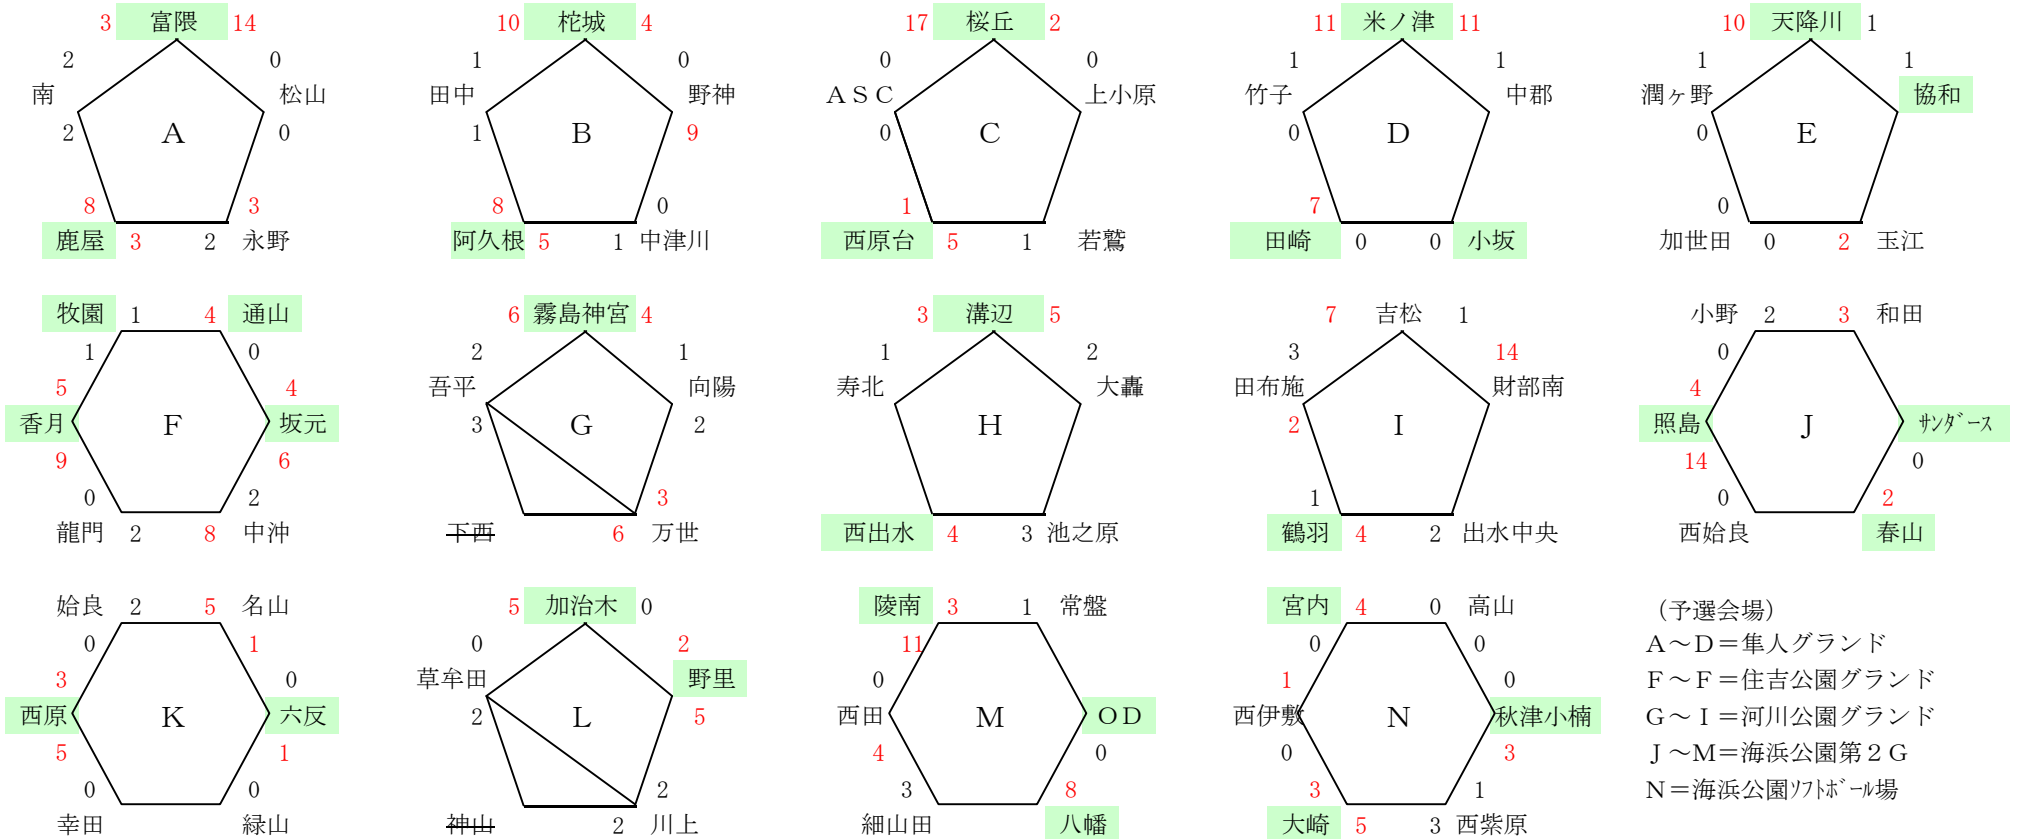 3 富隈 14 10 柁城 4 17 桜丘 2 11 米ノ津 11 10 天降川 1
2 0 1 0 0 0 1 1 1 1
南 松山 田中 野神 ASC 上小原 竹子 中郡 潤ヶ野 協和
2 A 0 1 B 9 0 C 0 D 0 E
8 3 8 0 1 7 0
鹿屋 3 2 永野 阿久根 5 1 中津川 西原台 5 1 若鷲 田崎 0 0 小坂 加世田 0 2 玉江
牧園 1 4 通山 6 霧島神宮 4 3 溝辺 5 7 吉松 1 小野 2 3 和田
1 0 2 1 1 2 3 14 0
5 4 吾平 向陽 寿北 大轟 田布施 財部南 4
香月 F 坂元 3 G 2 H 2 I 照島 J サンダース
9 6 14 0
0 2 3 1 0 2
龍門 2 8 中沖 下西 6 万世 西出水 4 3 池之原 鶴羽 4 2 出水中央 西姶良 春山
姶良 2 5 名山 5 加治木 0 陵南 3 1 常盤 宮内 4 0 高山 (予選会場)
0 1 0 2 11 0 0 A～D＝隼人グランド
3 0 草牟田 野里 0 1 0 F～F＝住吉公園グランド
西原 K 六反 2 L 5 西田 M OD 西伊敷 N 秋津小楠 G～I＝河川公園グランド
5 1 4 0 0 3 J～M＝海浜公園第2G
0 0 2 3 8 3 1 N＝海浜公園ソフトボール場
幸田 緑山 神山 2 川上 細山田 八幡 大崎 5 3 西紫原